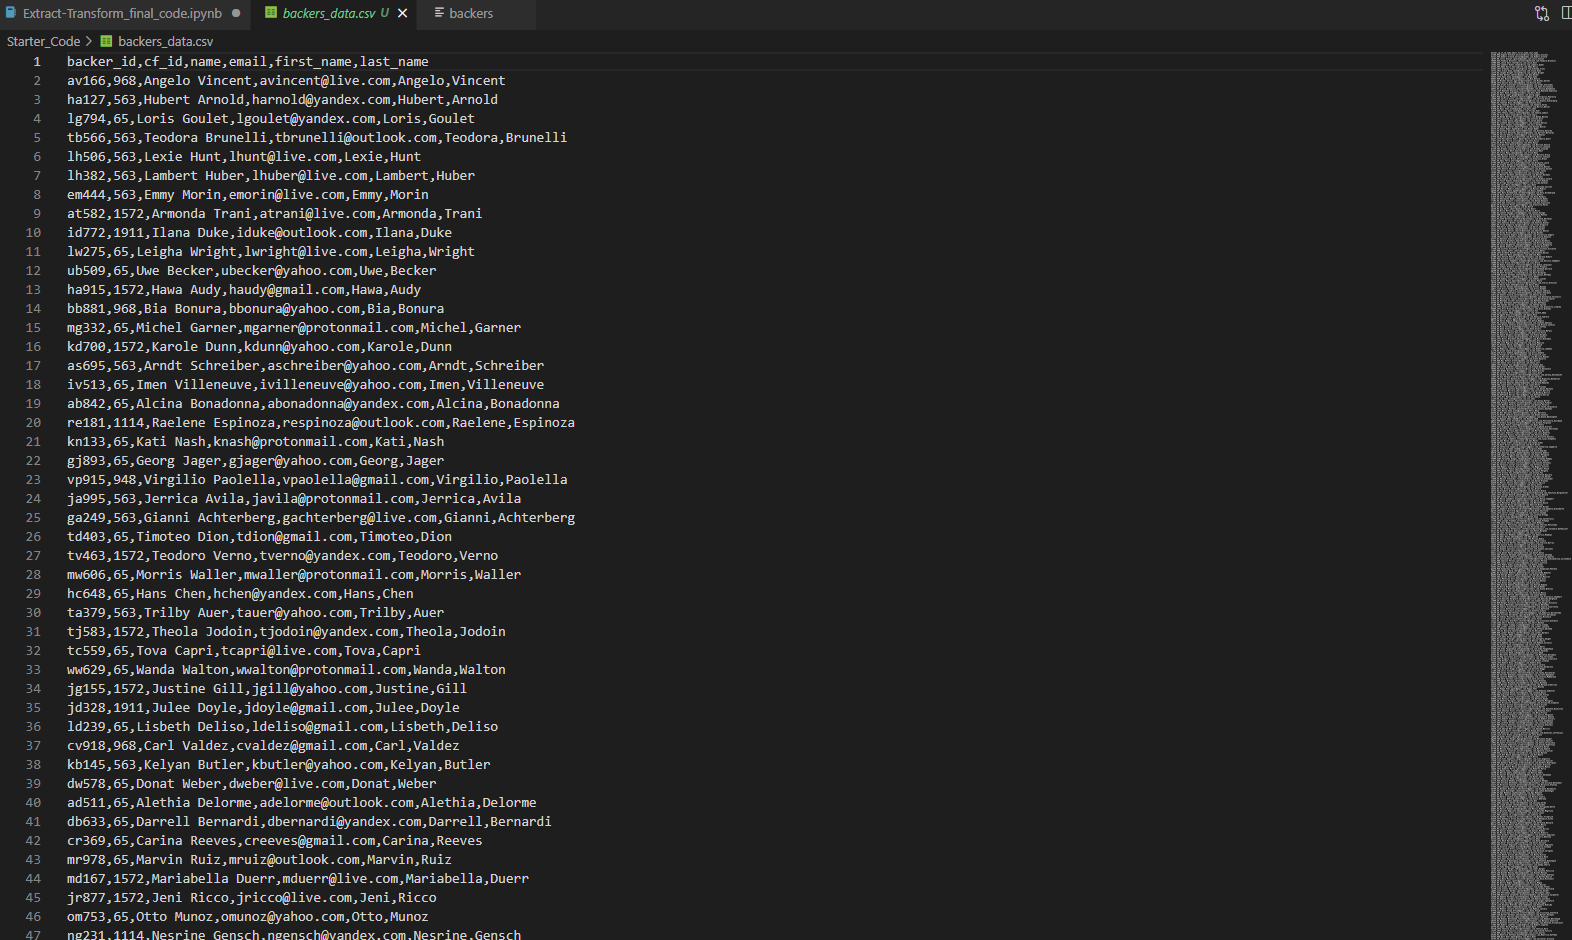 Extract-Transform_final_code.ipynb
backers_data.csv U
backers
Starter_Code > backers_data.csv
1 backer_id,cf_id,name,email,first_name,last_name
2 av166,968,Angelo Vincent,avincent@live.com,Angelo,Vincent
3 ha127,563,Hubert Arnold,harnold@yandex.com,Hubert,Arnold
4 lg794,65,Loris Goulet,lgoulet@yandex.com,Loris,Goulet
5 tb566,563,Teodora Brunelli,tbrunelli@outlook.com,Teodora,Brunelli
6 lh506,563,Lexie Hunt,lhunt@live.com,Lexie,Hunt
7 lh382,563,Lambert Huber,lhuber@live.com,Lambert,Huber
8 em444,563,Emmy Morin,emorin@live.com,Emmy,Morin
9 at582,1572,Armonda Trani,atrani@live.com,Armonda,Trani
10 id772,1911,Ilana Duke,iduke@outlook.com,Ilana,Duke
11 lw275,65,Leigha Wright,lwright@live.com,Leigha,Wright
12 ub509,65,Uwe Becker,ubecker@yahoo.com,Uwe,Becker
13 ha915,1572,Hawa Audy,haudy@gmail.com,Hawa,Audy
14 bb881,968,Bia Bonura,bbonura@yahoo.com,Bia,Bonura
15 mg332,65,Michel Garner,mgarner@protonmail.com,Michel,Garner
16 kd700,1572,Karole Dunn,kdunn@yahoo.com,Karole,Dunn
17 as695,563,Arndt Schreiber,aschreiber@yahoo.com,Arndt,Schreiber
18 iv513,65,Imen Villeneuve,ivilleneuve@yahoo.com,Imen,Villeneuve
19 ab842,65,Alcina Bonadonna,abonadonna@yandex.com,Alcina,Bonadonna
20 re181,1114,Raelene Espinoza,respinoza@outlook.com,Raelene,Espinoza
21 kn133,65,Kati Nash,knash@protonmail.com,Kati,Nash
22 gj893,65,Georg Jager,gjager@yahoo.com,Georg,Jager
23 vp915,948,Virgilio Paolella,vpaolella@gmail.com,Virgilio,Paolella
24 ja995,563,Jerrica Avila,javila@protonmail.com,Jerrica,Avila
25 ga249,563,Gianni Achterberg,gachterberg@live.com,Gianni,Achterberg
26 td403,65,Timoteo Dion,tdion@gmail.com,Timoteo,Dion
27 tv463,1572,Teodoro Verno,tverno@yandex.com,Teodoro,Verno
28 mw606,65,Morris Waller,mwaller@protonmail.com,Morris,Waller
29 hc648,65,Hans Chen,hchen@yandex.com,Hans,Chen
30 ta379,563,Trilby Auer,tauer@yahoo.com,Trilby,Auer
31 tj583,1572,Theola Jodoin,tjodoin@yandex.com,Theola,Jodoin
32 tc559,65,Tova Capri,tcapri@live.com,Tova,Capri
33 ww629,65,Wanda Walton,wwalton@protonmail.com,Wanda,Walton
34 jg155,1572,Justine Gill,jgill@yahoo.com,Justine,Gill
35 jd328,1911,Julee Doyle,jdoyle@gmail.com,Julee,Doyle
36 ld239,65,Lisbeth Deliso,ldeliso@gmail.com,Lisbeth,Deliso
37 cv918,968,Carl Valdez,cvaldez@gmail.com,Carl,Valdez
38 kb145,563,Kelyan Butler,kbutler@yahoo.com,Kelyan,Butler
39 dw578,65,Donat Weber,dweber@live.com,Donat,Weber
40 ad511,65,Alethia Delorme,adelorme@outlook.com,Alethia,Delorme
41 db633,65,Darrell Bernardi,dbernardi@yandex.com,Darrell,Bernardi
42 cr369,65,Carina Reeves,creeves@gmail.com,Carina,Reeves
43 mr978,65,Marvin Ruiz,mruiz@outlook.com,Marvin,Ruiz
44 md167,1572,Mariabella Duerr,mduerr@live.com,Mariabella,Duerr
45 jr877,1572,Jeni Ricco,jricco@live.com,Jeni,Ricco
46 om753,65,Otto Munoz,omunoz@yahoo.com,Otto,Munoz
47 ng231,1114,Nesrine Gensch,ngensch@yandex.com,Nesrine,Gensch